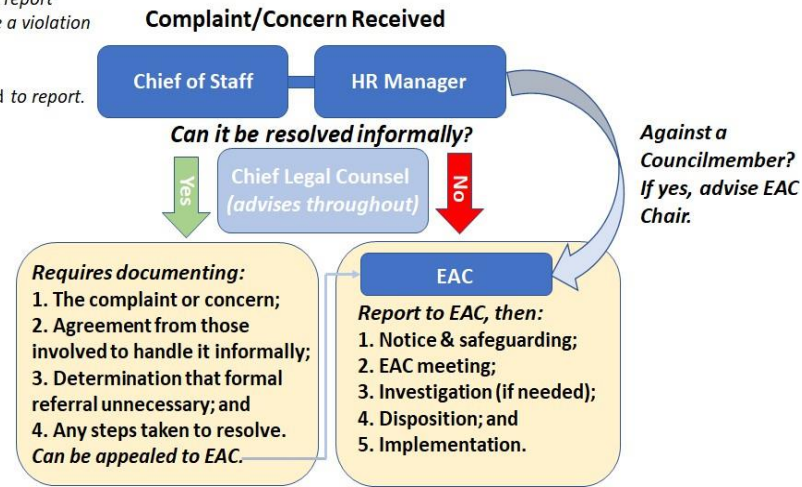 report
e a violation
d to report.
Complaint/Concern Received
Chief of Staff
HR Manager
Can it be resolved informally?
Yes
Chief Legal Counsel
(advises throughout)
No
Against a
Councilmember?
If yes, advise EAC
Chair.
Requires documenting:
1. The complaint or concern;
2. Agreement from those
involved to handle it informally;
3. Determination that formal
referral unnecessary; and
4. Any steps taken to resolve.
Can be appealed to EAC.
EAC
Report to EAC, then:
1. Notice & safeguarding;
2. EAC meeting;
3. Investigation (if needed);
4. Disposition; and
5. Implementation.